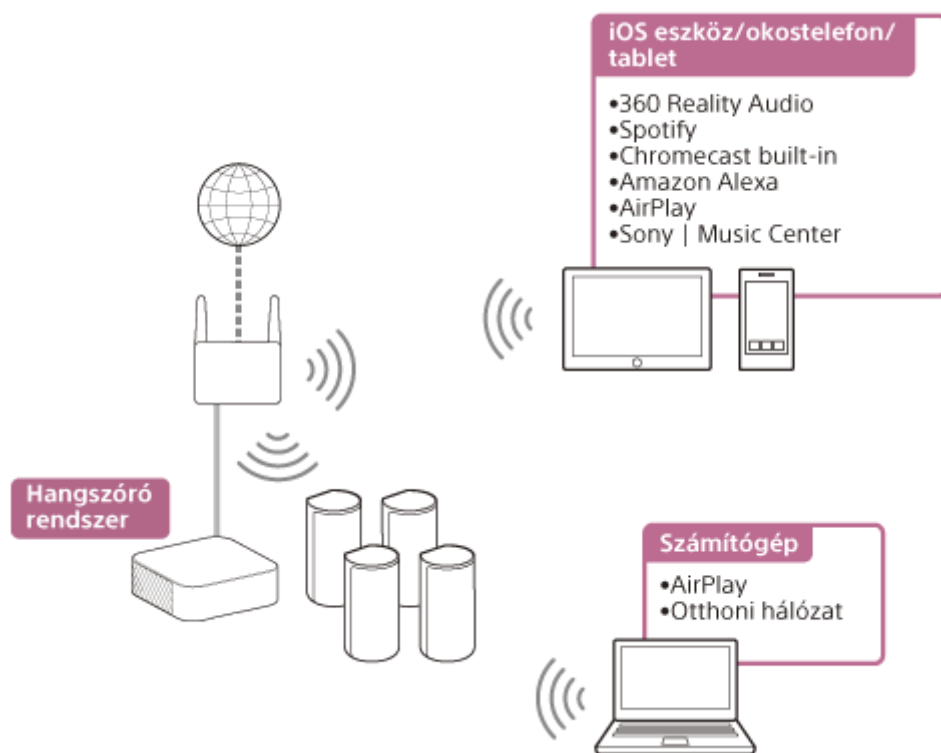 iOS eszköz/okostelefon/
tablet
•360 Reality Audio
•Spotify
•Chromecast built-in
•Amazon Alexa
•AirPlay
•Sony | Music Center
Hangszóró
rendszer
Számítógép
•AirPlay
•Otthoni hálózat